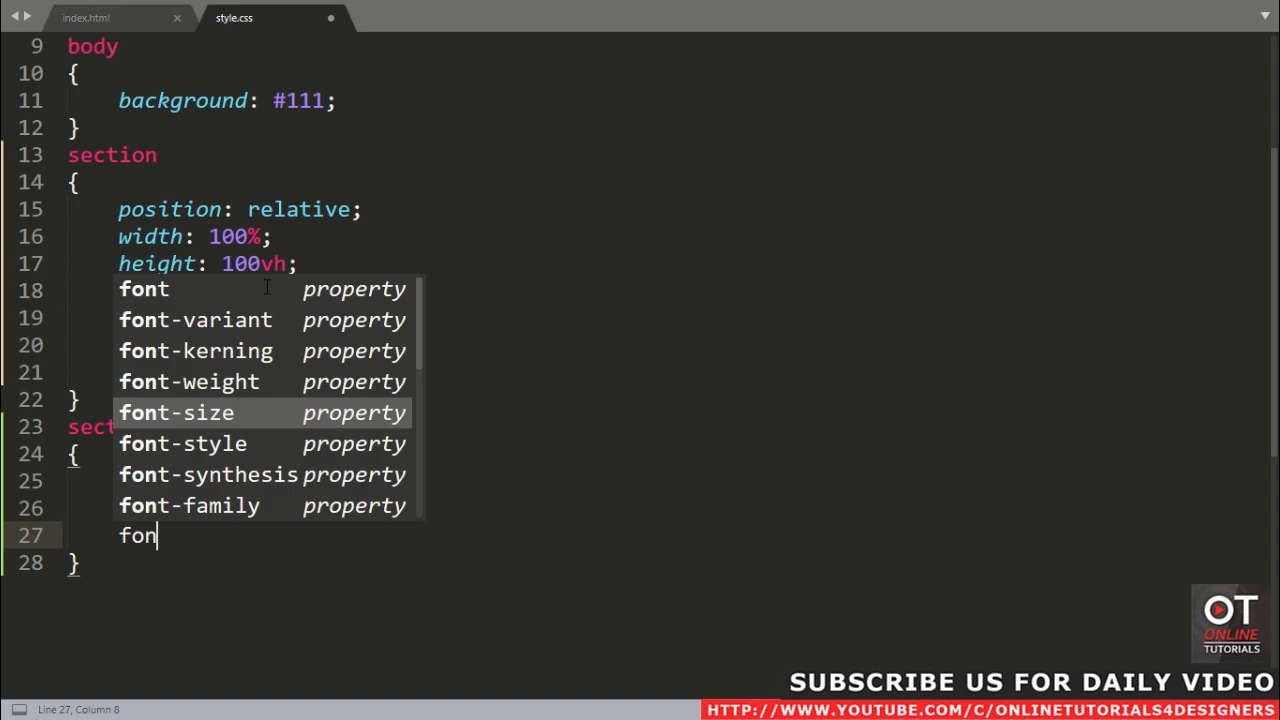 index.html × style.css
9 body
10 {
11 background: #111;
12 }
13 section
14 {
15 position: relative;
16 width: 100%;
17 height: 100vh;
18 font property
font-variant property
19
20 font-kerning property
21 font-weight property
22 } font-size property
23 sect
24 { font-style property
25 font-synthesis property
26 font-family property
27 fon
28 }
OT
ONLINE
TUTORIALS
SUBSCRIBE US FOR DAILY VIDEO
HTTP://WWW.YOUTUBE.COM/C/ONLINETUTORIALS4DESIGNERS
Line 27, Column 8